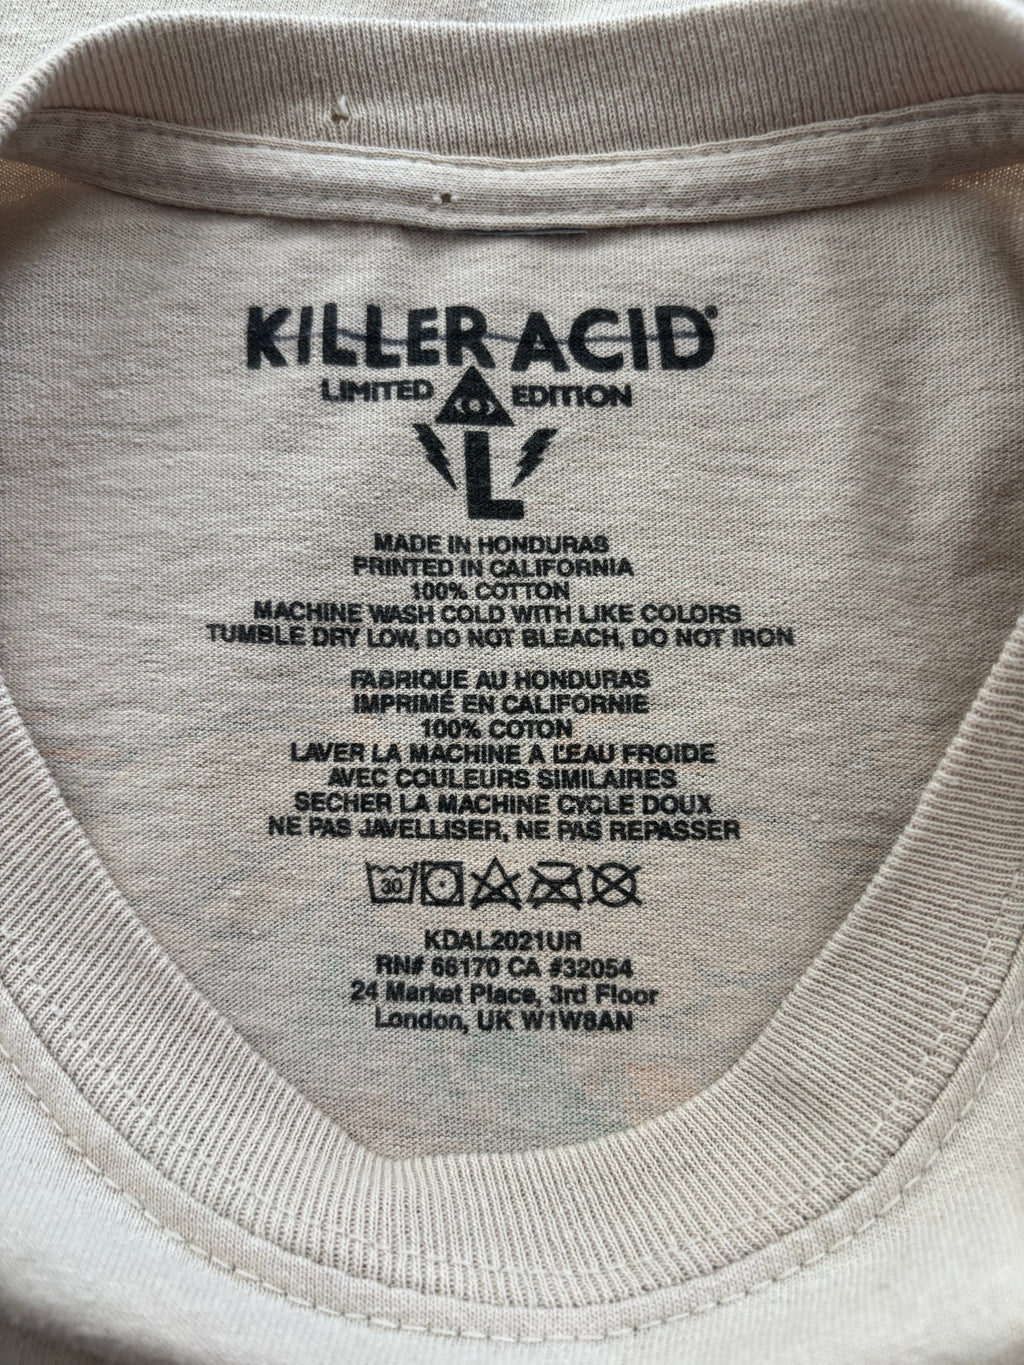 KILLER ACID®
LIMITED EDITION
L
MADE IN HONDURAS
PRINTED IN CALIFORNIA
100% COTTON
MACHINE WASH COLD WITH LIKE COLORS
TUMBLE DRY LOW, DO NOT BLEACH, DO NOT IRON
FABRIQUE AU HONDURAS
IMPRIMÉ EN CALIFORNIE
100% COTON
LAVER LA MACHINE A L'EAU FROIDE
AVEC COULEURS SIMILAIRES
SECHER LA MACHINE CYCLE DOUX
NE PAS JAVELLISER, NE PAS REPASSER
30
KDAL2021UR
RN# 66170 CA #32054
24 Market Place, 3rd Floor
London, UK W1W8AN